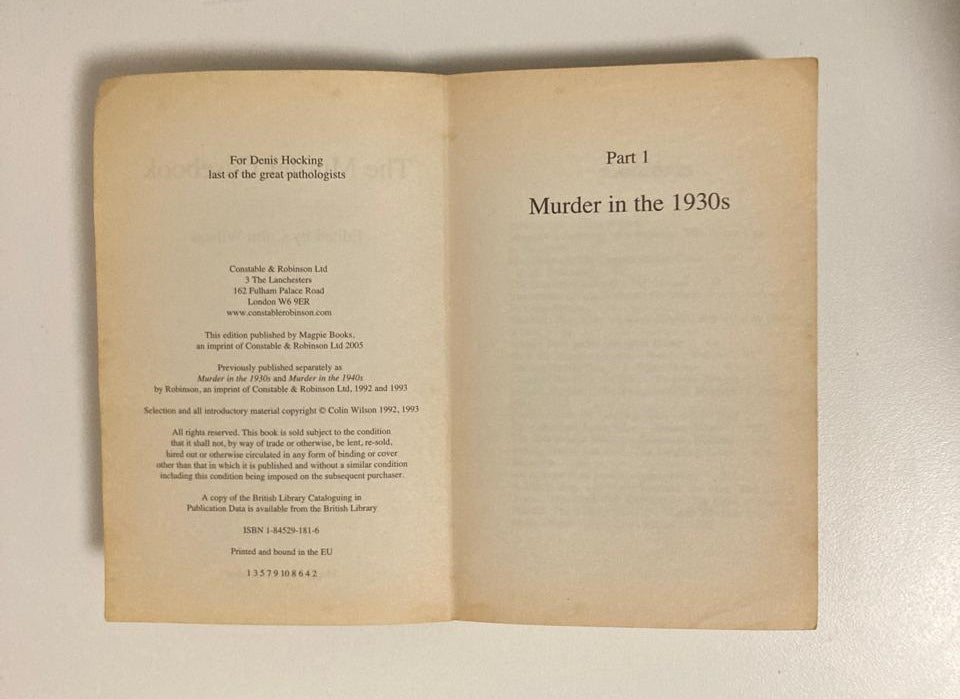 For Denis Hocking
last of the great pathologists
Constable & Robinson Ltd
3 The Lanchesters
162 Fulham Palace Road
London W6 9ER
www.constablerobinson.com
This edition published by Magpie Books,
an imprint of Constable & Robinson Ltd 2005
Previously published separately as
Murder in the 1930s and Murder in the 1940s
by Robinson, an imprint of Constable & Robinson Ltd, 1992 and 1993
Selection and all introductory material copyright © Colin Wilson 1992, 1993
All rights reserved. This book is sold subject to the condition
that it shall not, by way of trade or otherwise, be lent, re-sold,
hired out or otherwise circulated in any form of binding or cover
other than that in which it is published and without a similar condition
including this condition being imposed on the subsequent purchaser.
A copy of the British Library Cataloguing in
Publication Data is available from the British Library
ISBN 1-84529-181-6
Printed and bound in the EU
1 3 5 7 9 10 8 6 4 2
Part 1
Murder in the 1930s